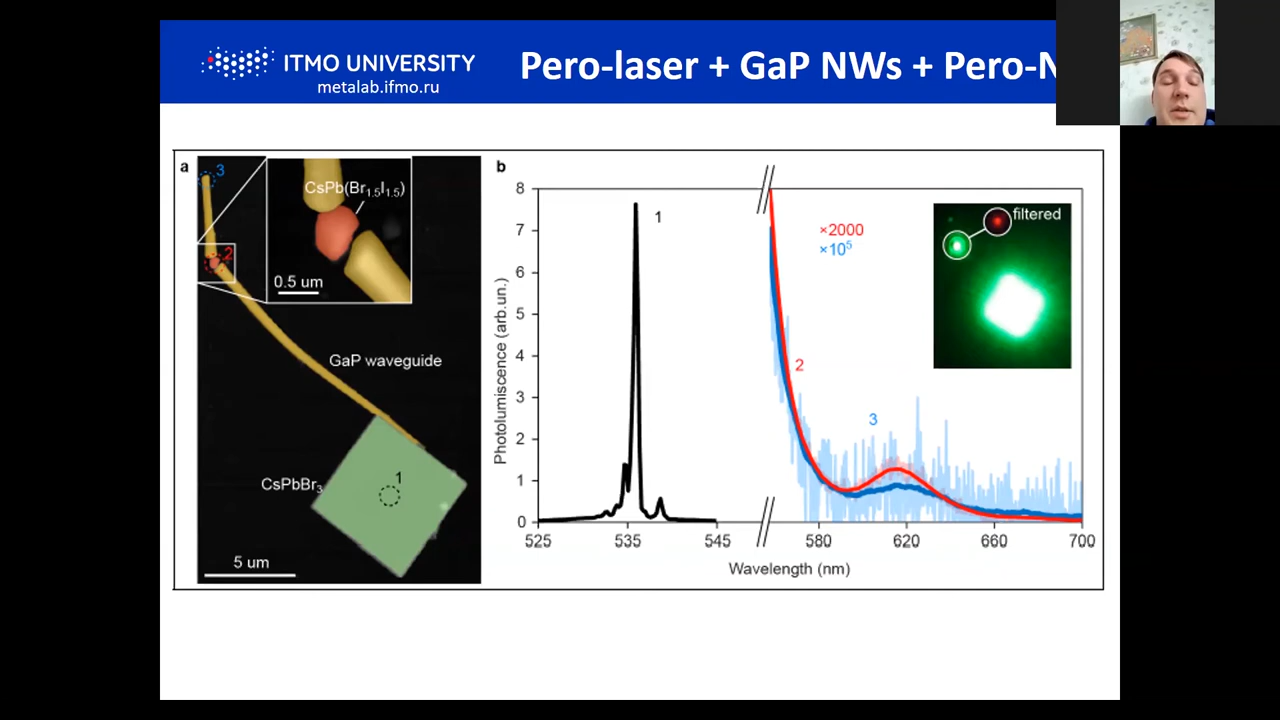 ITMO UNIVERSITY
metalab.ifmo.ru
Pero-laser + GaP NWs + Pero-N
a
3
CsPb(Br1.5I1.5)
2
0.5 um
GaP waveguide
CsPbBr3
1
5 um
b
8
7
6
5
4
3
2
1
0
Photolumiscence (arb.un.)
1
×2000
×10⁵
2
3
filtered
525
535
545
580
620
660
700
Wavelength (nm)